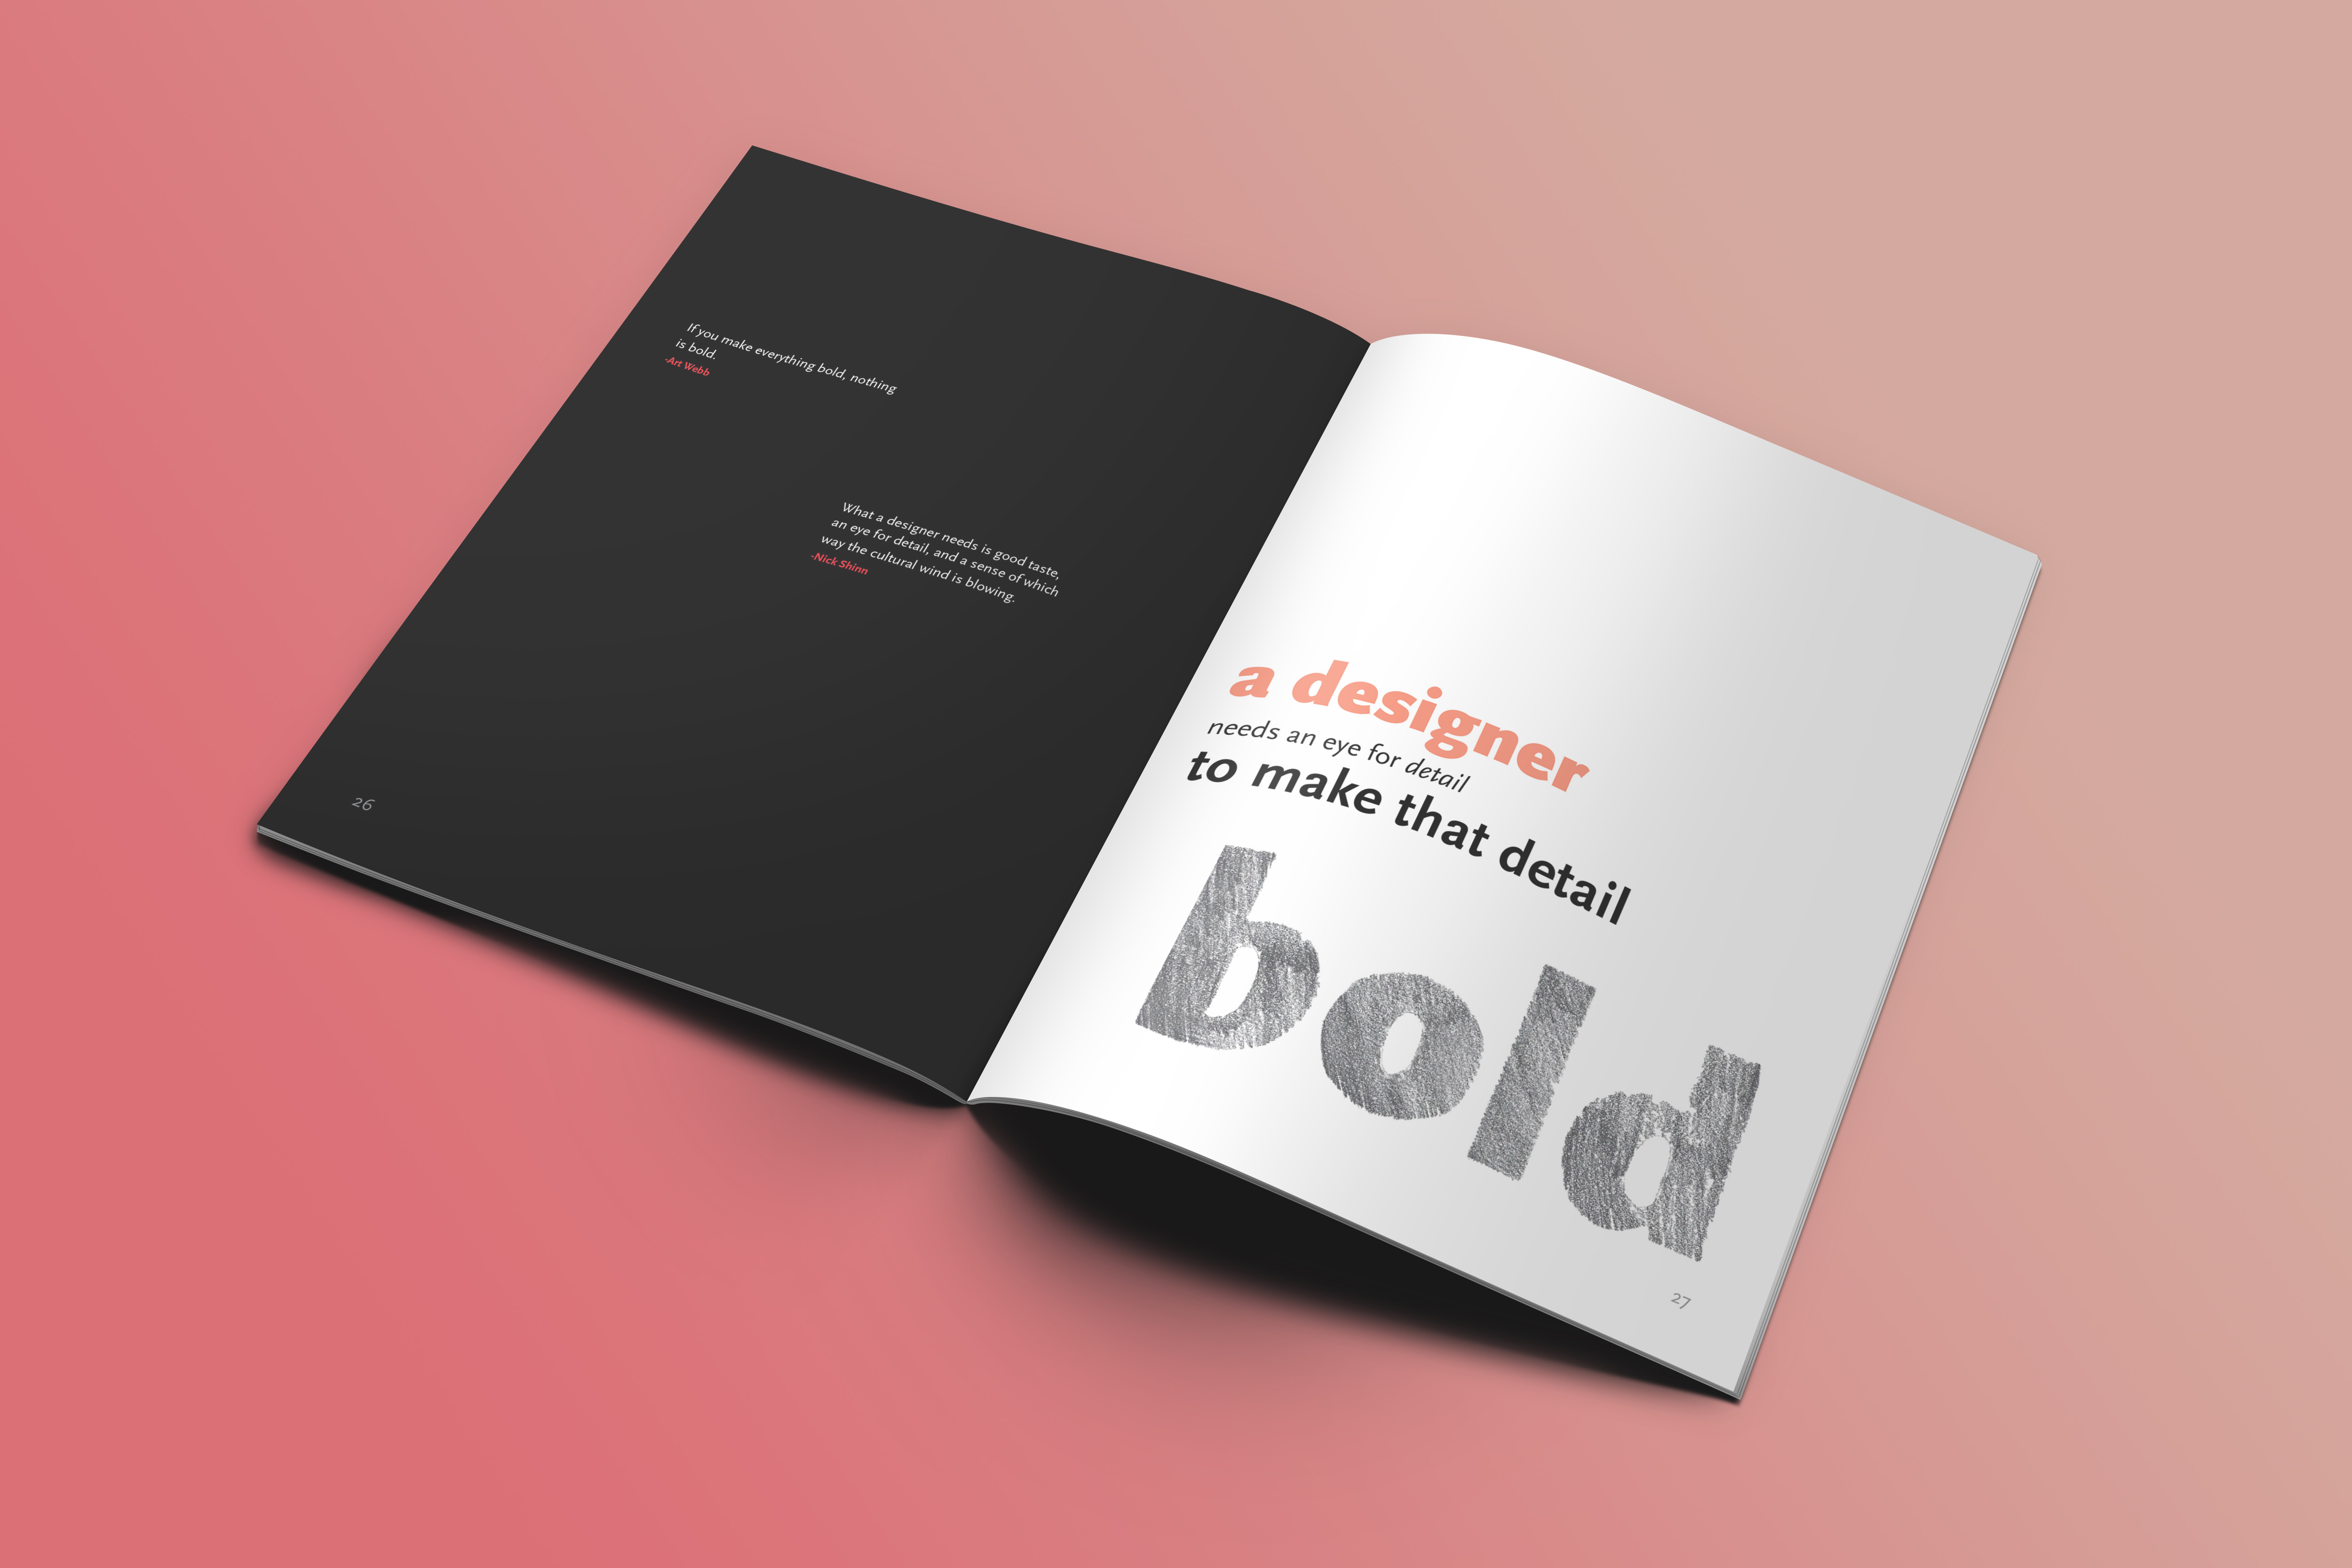 If you make everything bold, nothing
is bold.
-Art Webb
What a designer needs is good taste,
an eye for detail, and a sense of which
way the cultural wind is blowing.
-Nick Shinn
26
a designer
needs an eye for detail
to make that detail
bold
27